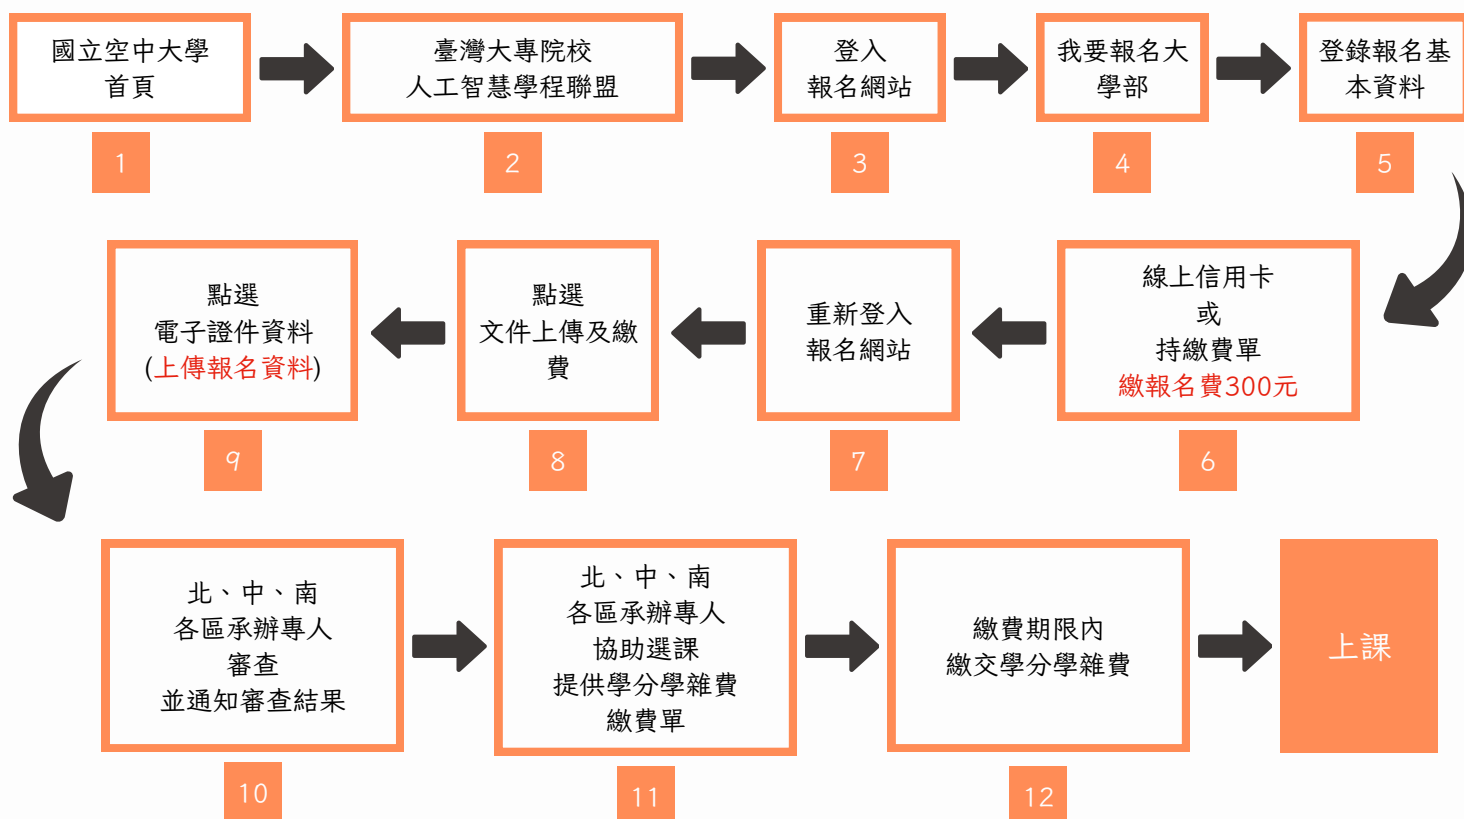 國立空中大學
首頁
1
臺灣大專院校
人工智慧學程聯盟
2
登入
報名網站
3
我要報名大
學部
4
登錄報名基
本資料
5
線上信用卡
或
持繳費單
繳報名費300元
6
重新登入
報名網站
7
點選
文件上傳及繳
費
8
點選
電子證件資料
(上傳報名資料)
9
北、中、南
各區承辦專人
審查
並通知審查結果
10
北、中、南
各區承辦專人
協助選課
提供學分學雜費
繳費單
11
繳費期限內
繳交學分學雜費
12
上課